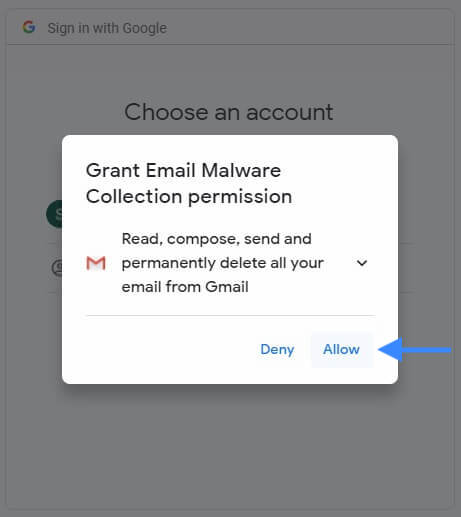 Sign in with Google
Choose an account
Grant Email Malware
Collection permission
Read, compose, send and
permanently delete all your
email from Gmail
Deny Allow